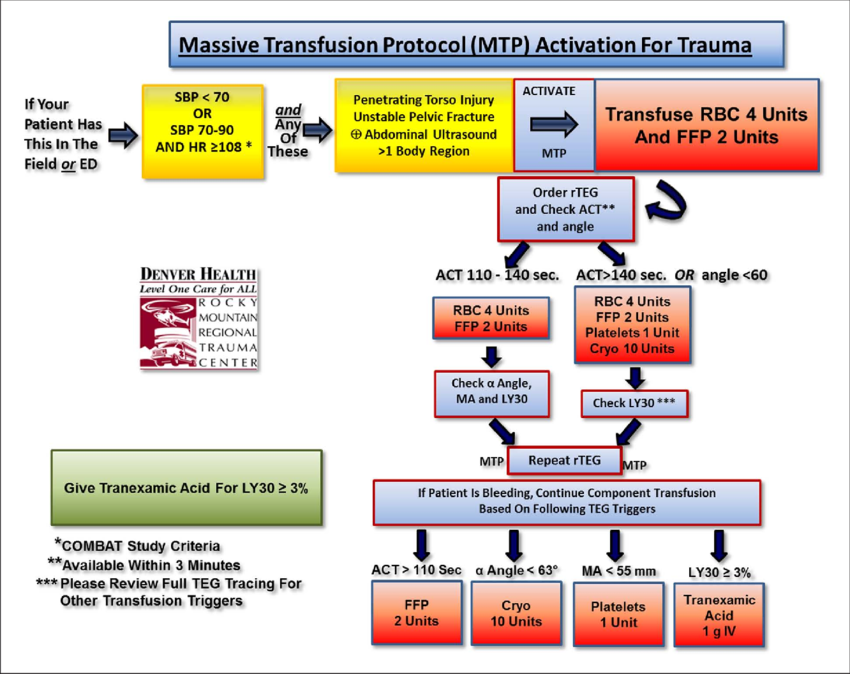 Massive Transfusion Protocol (MTP) Activation For Trauma
If Your
Patient Has
This In The
Field or ED
SBP < 70
OR
SBP 70-90
AND HR ≥108 *
and
Any
Of
These
Penetrating Torso Injury
Unstable Pelvic Fracture
⊕ Abdominal Ultrasound
>1 Body Region
ACTIVATE
MTP
Transfuse RBC 4 Units
And FFP 2 Units
Order rTEG
and Check ACT**
and angle
ACT 110 - 140 sec.
ACT>140 sec. OR angle <60
RBC 4 Units
FFP 2 Units
RBC 4 Units
FFP 2 Units
Platelets 1 Unit
Cryo 10 Units
Check α Angle,
MA and LY30
Check LY30 ***
MTP
Repeat rTEG
MTP
If Patient Is Bleeding, Continue Component Transfusion
Based On Following TEG Triggers
ACT > 110 Sec
α Angle < 63°
MA < 55 mm
LY30 ≥ 3%
FFP
2 Units
Cryo
10 Units
Platelets
1 Unit
Tranexamic
Acid
1 g IV
DENVER HEALTH
Level One Care for ALL
ROCKY
MOUNTAIN
REGIONAL
TRAUMA
CENTER
Give Tranexamic Acid For LY30 ≥ 3%
*COMBAT Study Criteria
**Available Within 3 Minutes
*** Please Review Full TEG Tracing For
Other Transfusion Triggers